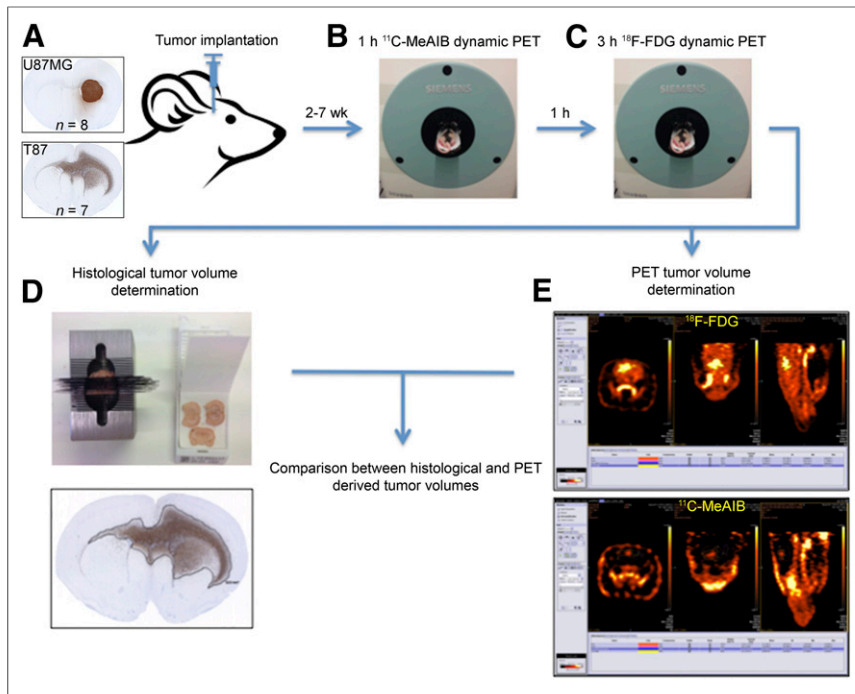 A
Tumor implantation
B
1 h ¹¹C-MeAIB dynamic PET
C
3 h ¹⁸F-FDG dynamic PET
U87MG
n = 8
T87
n = 7
2-7 wk
1 h
SIEMENS
SIEMENS
Histological tumor volume
determination
PET tumor volume
determination
D
E
¹⁸F-FDG
¹¹C-MeAIB
Comparison between histological and PET
derived tumor volumes